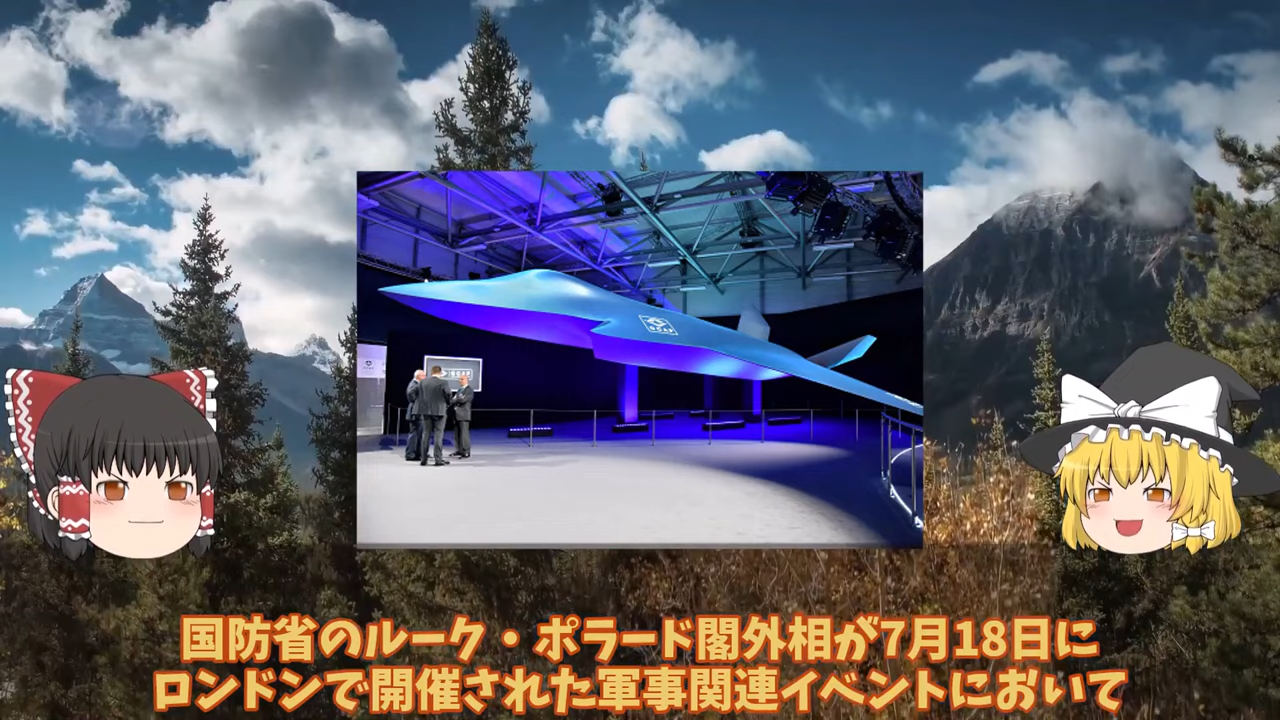 GCAP
国防省のルーク・ポラード閣外相が7月18日に
ロンドンで開催された軍事関連イベントにおいて